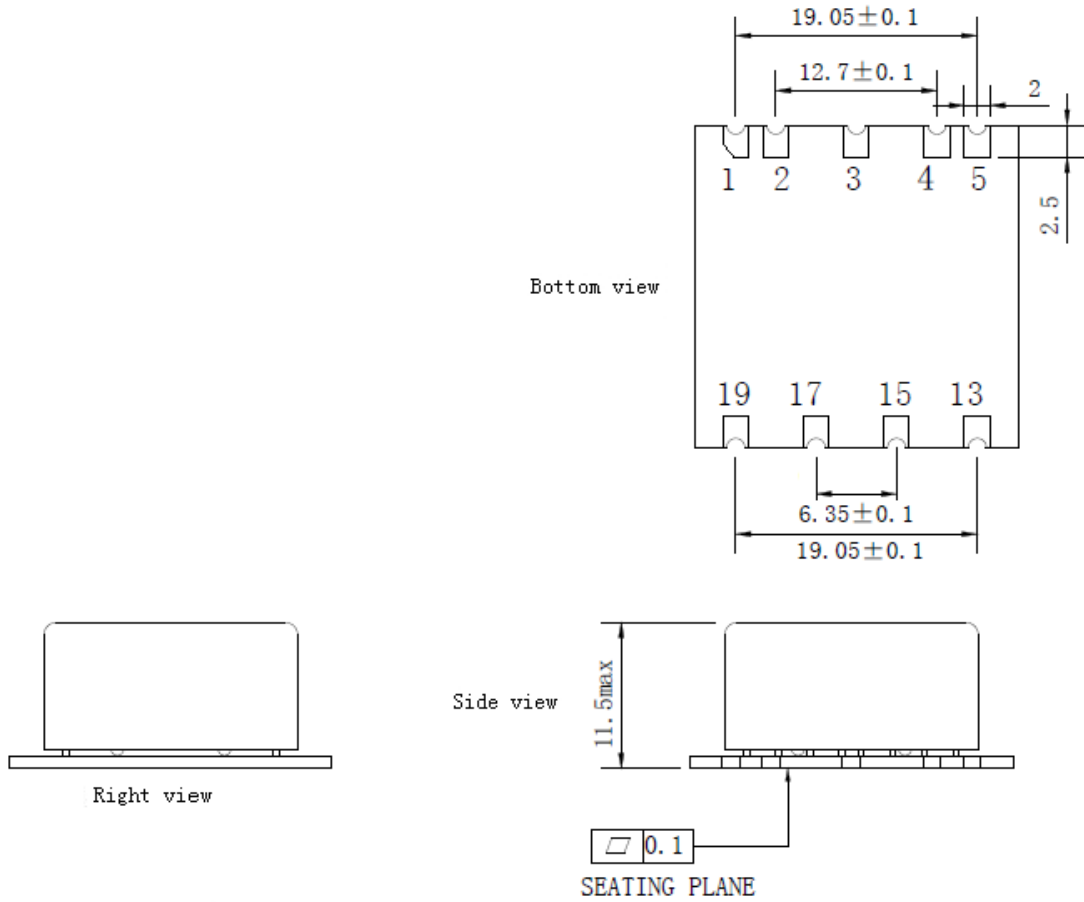 19.05±0.1
12.7±0.1
2
1 2 3 4 5
2.5
Bottom view
19 17 15 13
6.35±0.1
19.05±0.1
Side view
11.5max
Right view
0.1
SEATING PLANE